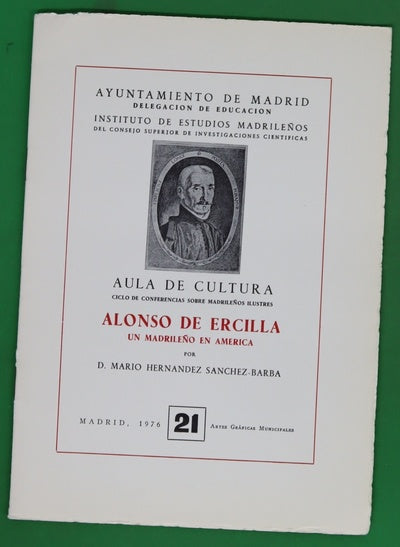 AYUNTAMIENTO DE MADRID
DELEGACION DE EDUCACION
INSTITUTO DE ESTUDIOS MADRILEÑOS
DEL CONSEJO SUPERIOR DE INVESTIGACIONES CIENTIFICAS
AULA DE CULTURA
CICLO DE CONFERENCIAS SOBRE MADRILEÑOS ILUSTRES
ALONSO DE ERCILLA
UN MADRILEÑO EN AMERICA
POR
D. MARIO HERNANDEZ SANCHEZ-BARBA
MADRID, 1976 21 ARTES GRÁFICAS MUNICIPALES